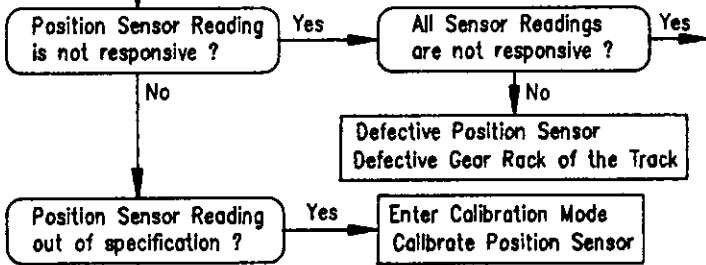 Position Sensor Reading
is not responsive ?
Yes
All Sensor Readings
are not responsive ?
Yes
No
No
Defective Position Sensor
Defective Gear Rack of the Track
Position Sensor Reading
out of specification ?
Yes
Enter Calibration Mode
Calibrate Position Sensor